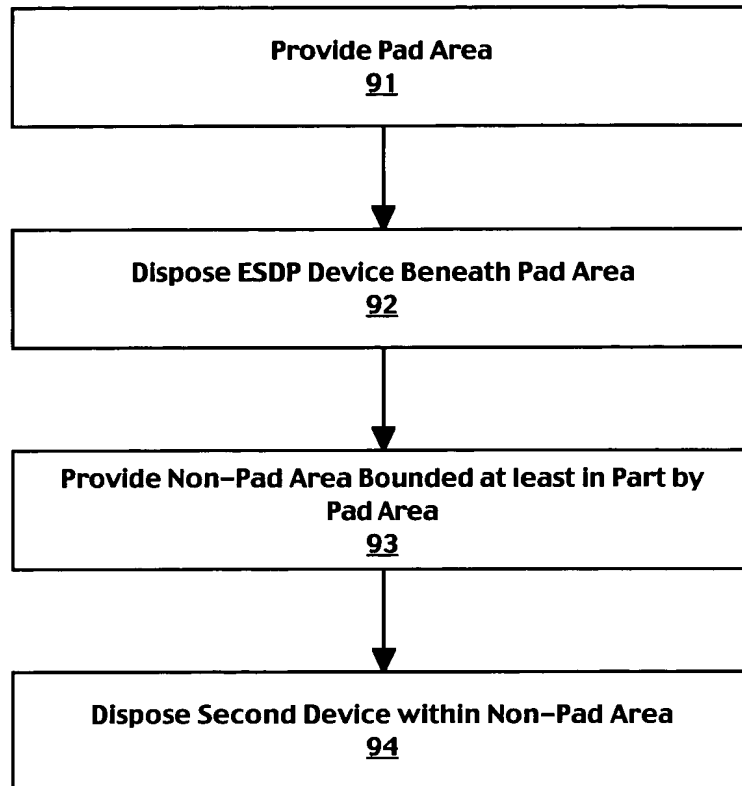 Provide Pad Area
91
Dispose ESDP Device Beneath Pad Area
92
Provide Non-Pad Area Bounded at least in Part by
Pad Area
93
Dispose Second Device within Non-Pad Area
94